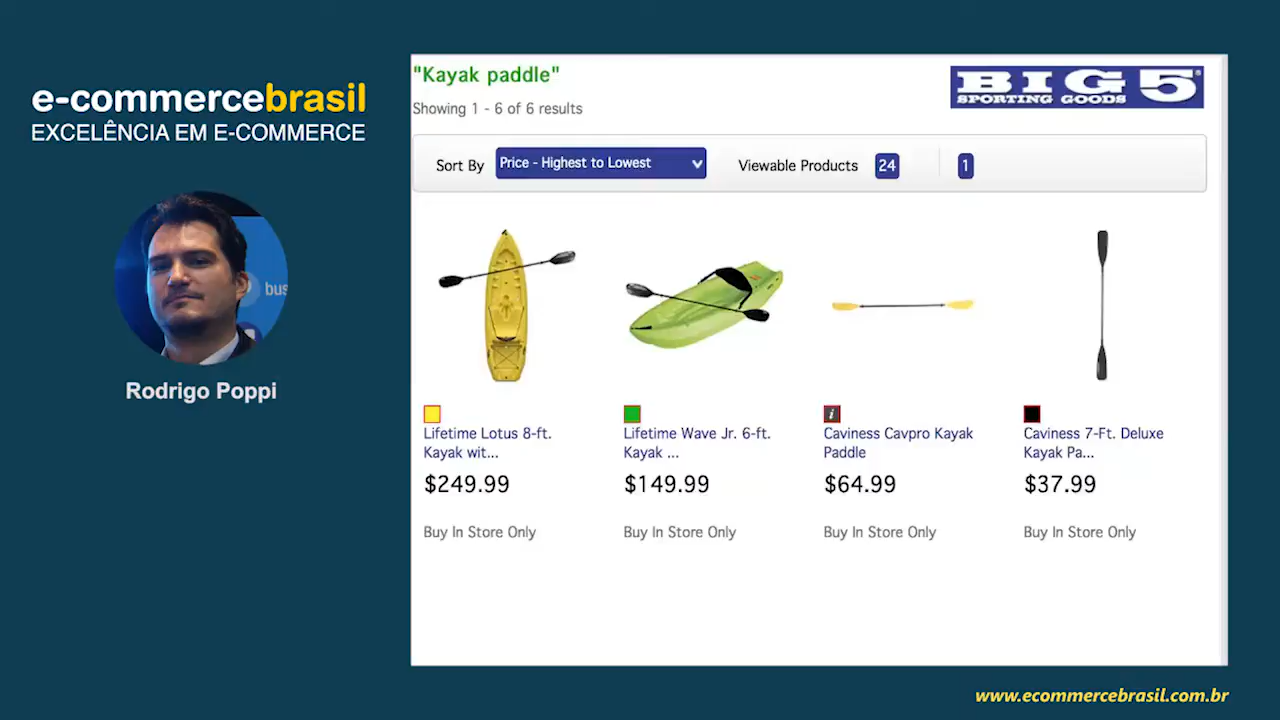 e-commercebrasil
EXCELÊNCIA EM E-COMMERCE
bus
Rodrigo Poppi
"Kayak paddle"
Showing 1 - 6 of 6 results
BIG 5
SPORTING GOODS
Sort By Price - Highest to Lowest Viewable Products 24 1
Lifetime Lotus 8-ft.
Kayak wit...
$249.99
Buy In Store Only
Lifetime Wave Jr. 6-ft.
Kayak ...
$149.99
Buy In Store Only
i
Caviness Cavpro Kayak
Paddle
$64.99
Buy In Store Only
Caviness 7-Ft. Deluxe
Kayak Pa...
$37.99
Buy In Store Only
www.ecommercebrasil.com.br